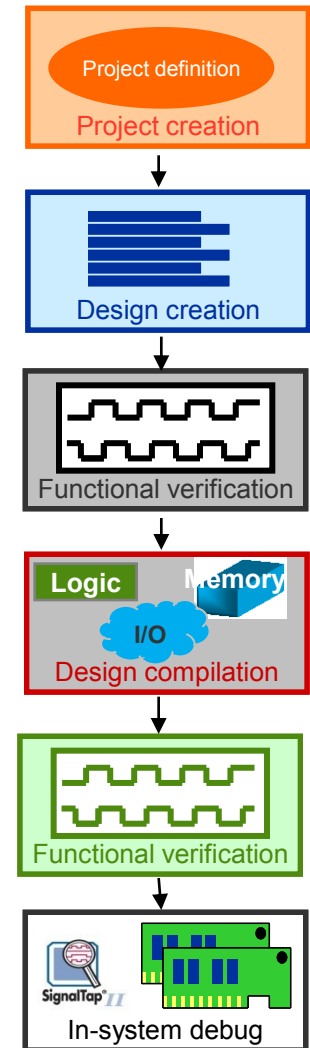 Project definition
Project creation
Design creation
Functional verification
Logic
Memory
I/O
Design compilation
Functional verification
SignalTap® II
In-system debug